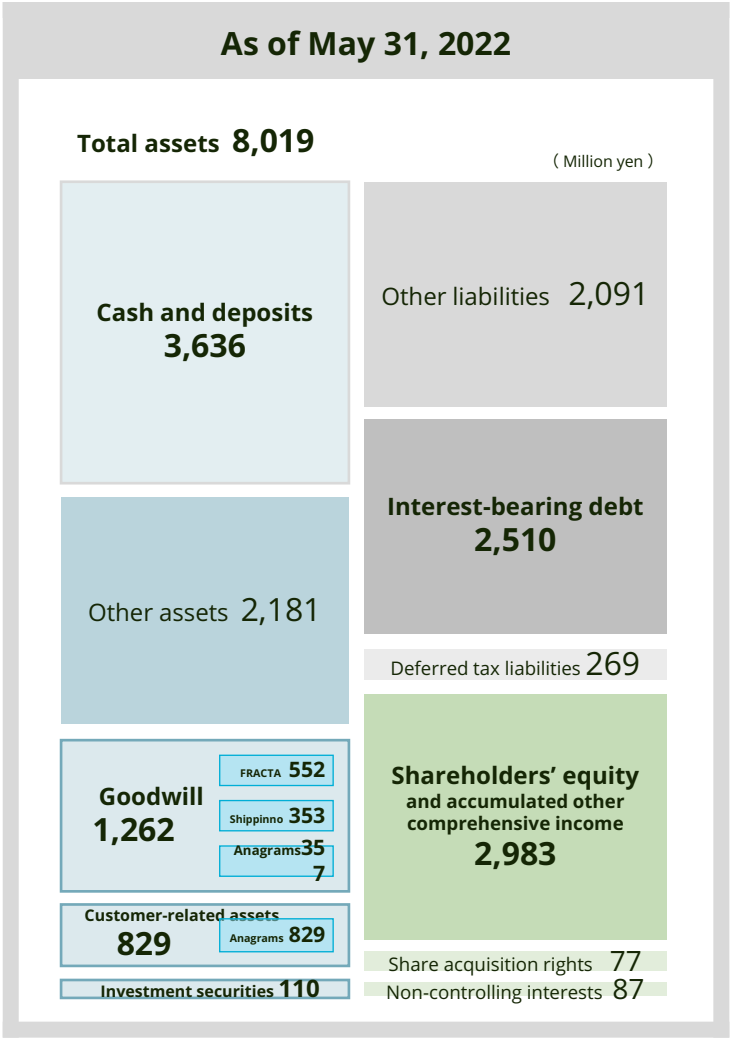 As of May 31, 2022
Total assets 8,019
( Million yen )
Cash and deposits
3,636
Other assets 2,181
Goodwill
1,262
FRACTA 552
Shippinno 353
Anagrams35
7
Customer-related assets
829
Anagrams 829
Investment securities 110
Other liabilities 2,091
Interest-bearing debt
2,510
Deferred tax liabilities 269
Shareholders’ equity
and accumulated other
comprehensive income
2,983
Share acquisition rights 77
Non-controlling interests 87